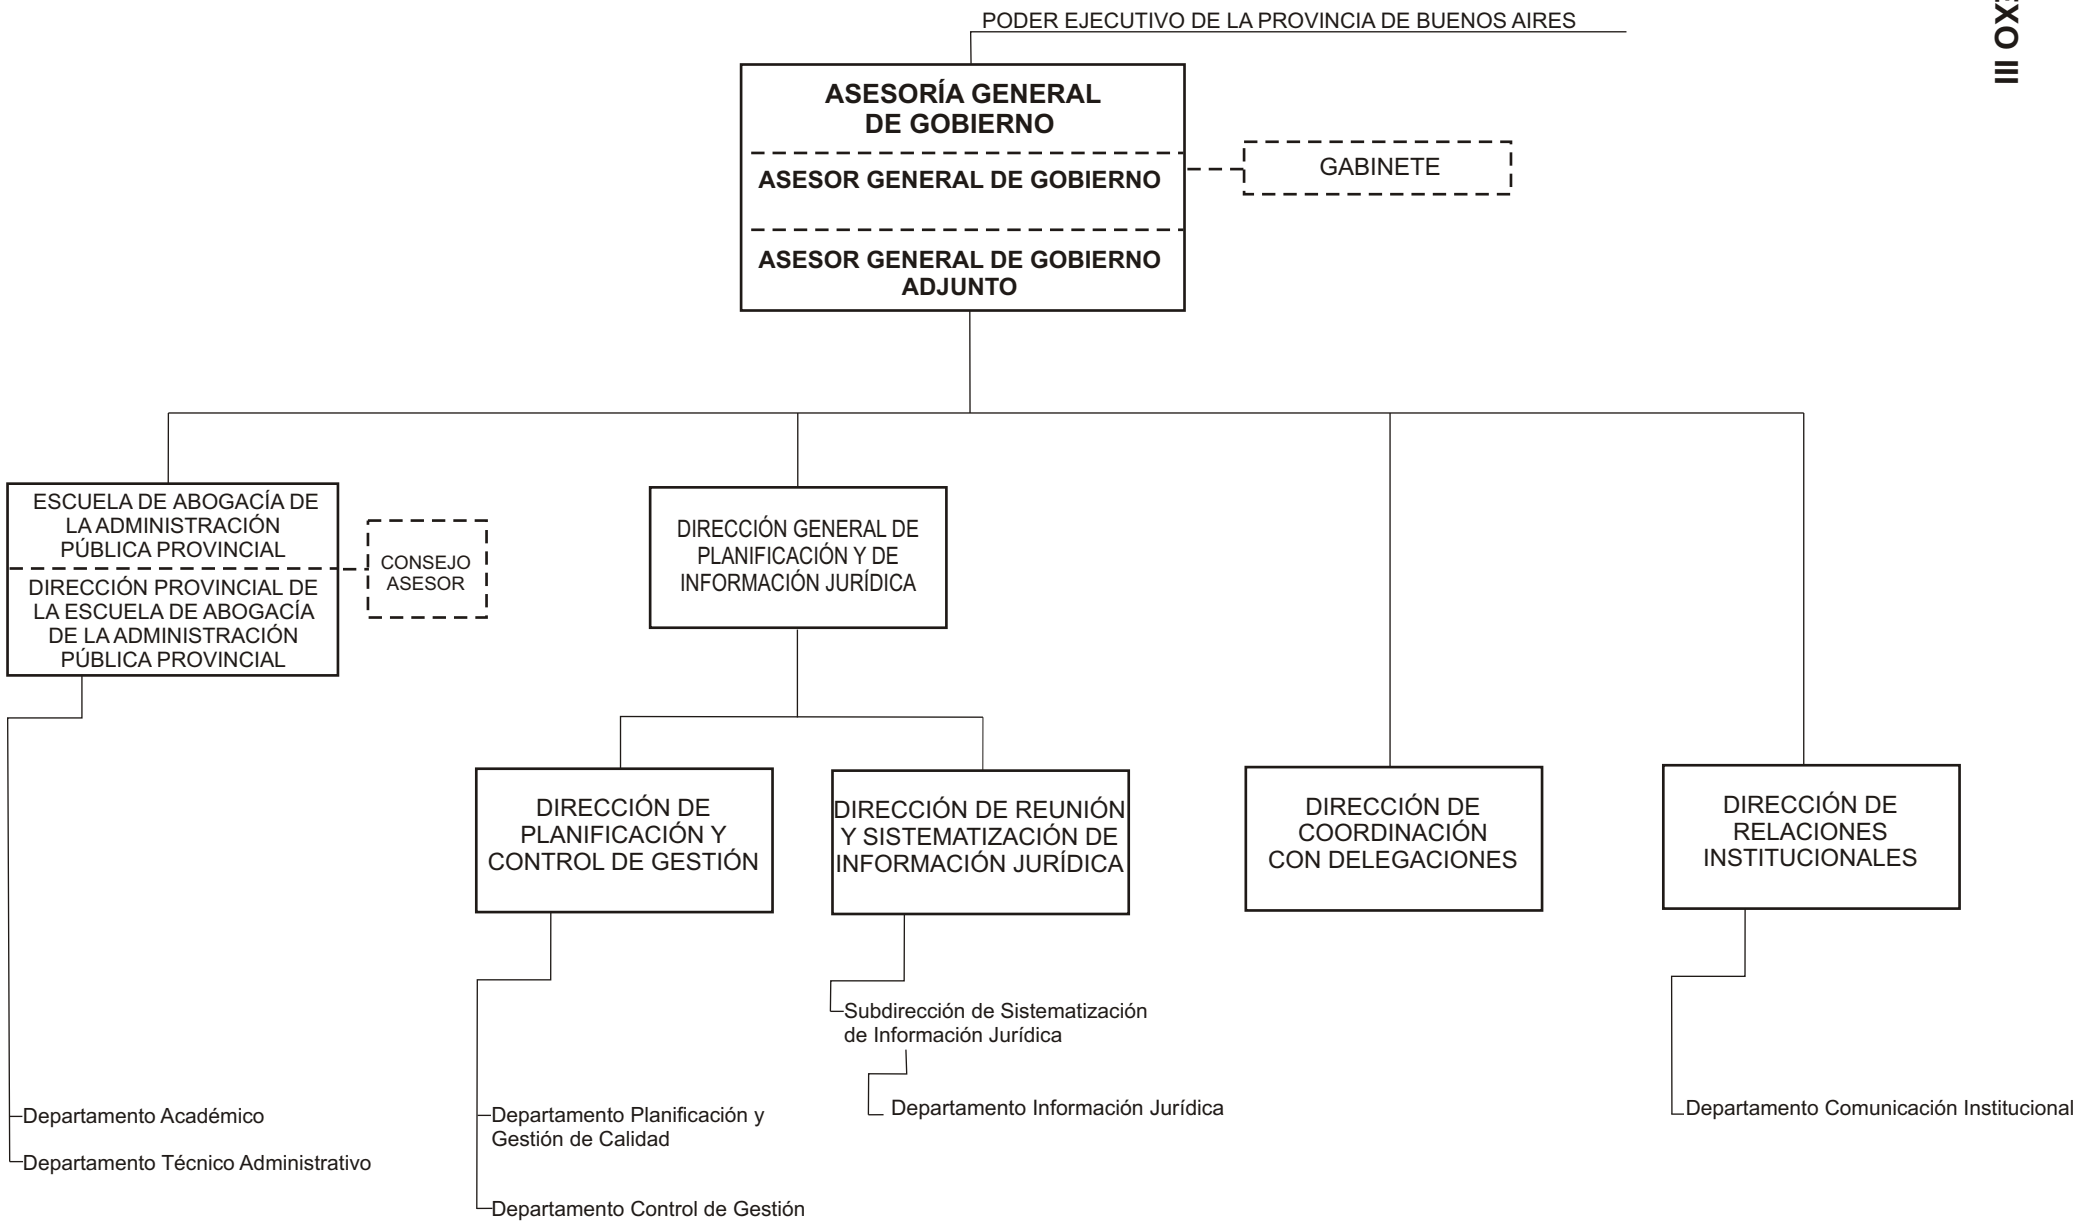 PODER EJECUTIVO DE LA PROVINCIA DE BUENOS AIRES
XO III
ASESORÍA GENERAL
DE GOBIERNO
ASESOR GENERAL DE GOBIERNO
ASESOR GENERAL DE GOBIERNO
ADJUNTO
GABINETE
ESCUELA DE ABOGACÍA DE
LA ADMINISTRACIÓN
PÚBLICA PROVINCIAL
DIRECCIÓN PROVINCIAL DE
LA ESCUELA DE ABOGACÍA
DE LA ADMINISTRACIÓN
PÚBLICA PROVINCIAL
CONSEJO
ASESOR
DIRECCIÓN GENERAL DE
PLANIFICACIÓN Y DE
INFORMACIÓN JURÍDICA
DIRECCIÓN DE
PLANIFICACIÓN Y
CONTROL DE GESTIÓN
DIRECCIÓN DE REUNIÓN
Y SISTEMATIZACIÓN DE
INFORMACIÓN JURÍDICA
DIRECCIÓN DE
COORDINACIÓN
CON DELEGACIONES
DIRECCIÓN DE
RELACIONES
INSTITUCIONALES
Departamento Académico
Departamento Técnico Administrativo
Departamento Planificación y
Gestión de Calidad
Departamento Control de Gestión
Subdirección de Sistematización
de Información Jurídica
Departamento Información Jurídica
Departamento Comunicación Institucional